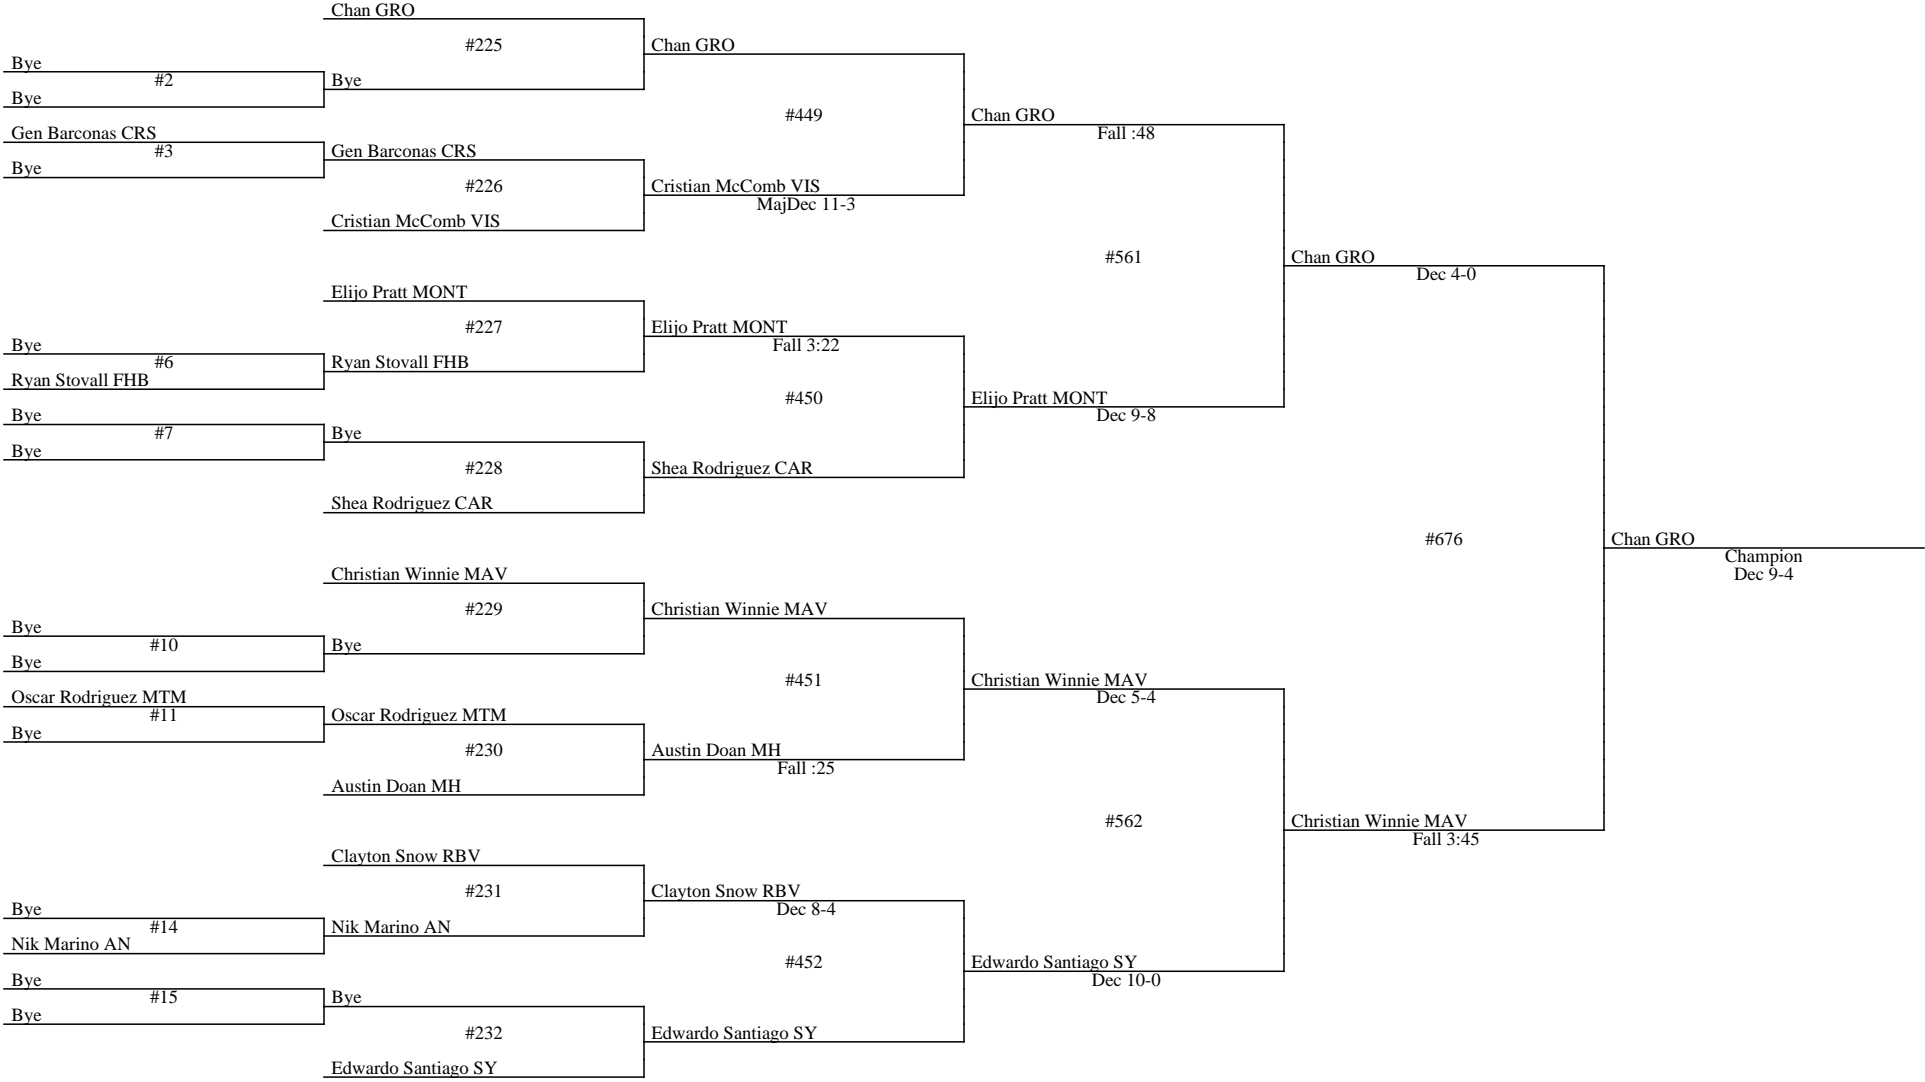 Chan GRO
#225
Chan GRO
Bye
#2
Bye
Bye
#449
Chan GRO
Fall :48
Gen Barconas CRS
#3
Gen Barconas CRS
Bye
#226
Cristian McComb VIS
MajDec 11-3
Cristian McComb VIS
#561
Chan GRO
Dec 4-0
Elijo Pratt MONT
#227
Elijo Pratt MONT
Fall 3:22
Bye
#6
Ryan Stovall FHB
Ryan Stovall FHB
#450
Elijo Pratt MONT
Dec 9-8
Bye
#7
Bye
Bye
#228
Shea Rodriguez CAR
Shea Rodriguez CAR
#676
Chan GRO
Champion
Dec 9-4
Christian Winnie MAV
#229
Christian Winnie MAV
Bye
#10
Bye
Bye
#451
Christian Winnie MAV
Dec 5-4
Oscar Rodriguez MTM
#11
Oscar Rodriguez MTM
Bye
#230
Austin Doan MH
Fall :25
Austin Doan MH
#562
Christian Winnie MAV
Fall 3:45
Clayton Snow RBV
#231
Clayton Snow RBV
Dec 8-4
Bye
#14
Nik Marino AN
Nik Marino AN
#452
Edwardo Santiago SY
Dec 10-0
Bye
#15
Bye
Bye
#232
Edwardo Santiago SY
Edwardo Santiago SY